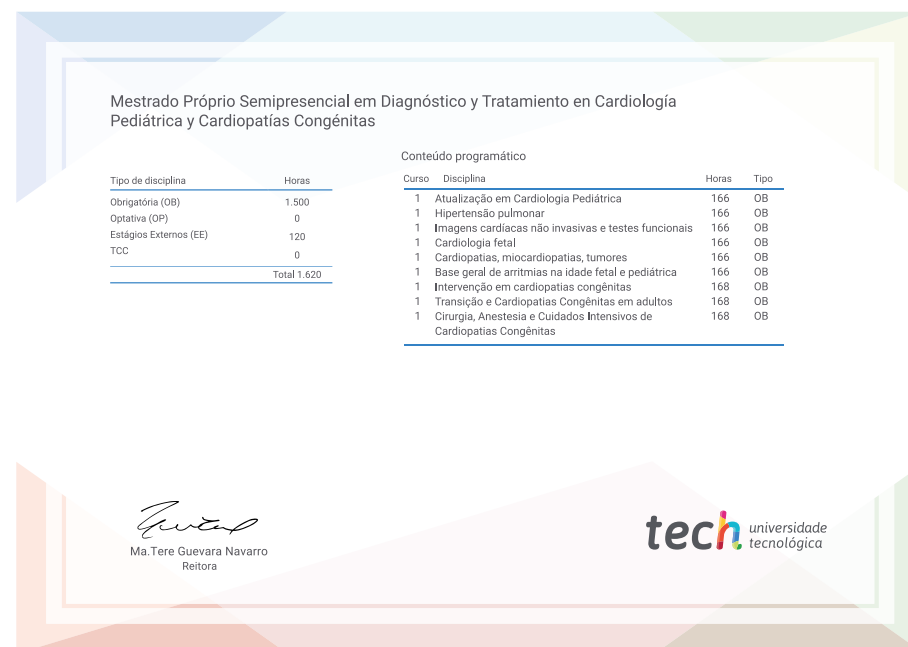 Mestrado Próprio Semipresencial em Diagnóstico y Tratamiento en Cardiología
Pediátrica y Cardiopatías Congénitas
Tipo de disciplina Horas
Obrigatória (OB) 1.500
Optativa (OP) 0
Estágios Externos (EE) 120
TCC 0
Total 1.620
Conteúdo programático
Curso Disciplina Horas Tipo
1 Atualização em Cardiologia Pediátrica 166 OB
1 Hipertensão pulmonar 166 OB
1 Imagens cardíacas não invasivas e testes funcionais 166 OB
1 Cardiologia fetal 166 OB
1 Cardiopatias, miocardiopatias, tumores 166 OB
1 Base geral de arritmias na idade fetal e pediátrica 166 OB
1 Intervenção em cardiopatias congênitas 168 OB
1 Transição e Cardiopatias Congênitas em adultos 168 OB
1 Cirurgia, Anestesia e Cuidados Intensivos de 168 OB
Cardiopatias Congênitas
Ma.Tere Guevara Navarro
Reitora
tech universidade
tecnológica